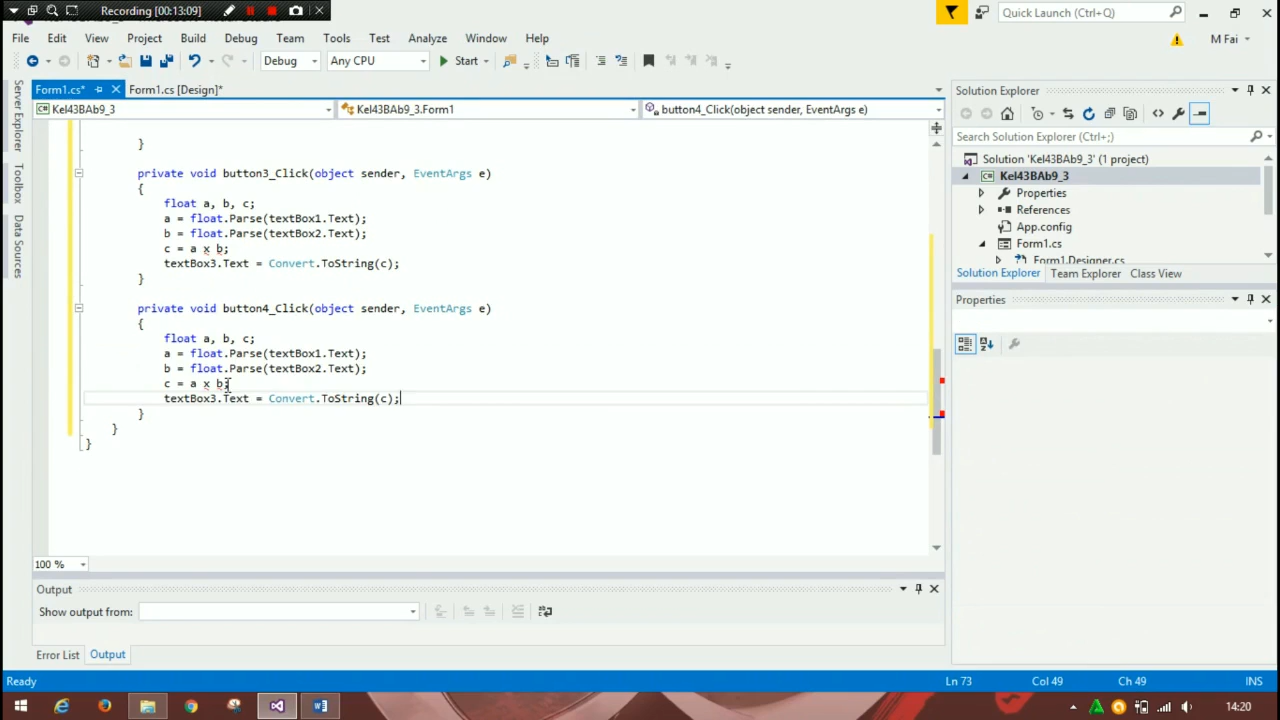 Recording (00:13:09)
Quick Launch (Ctrl+Q)
File Edit View Project Build Debug Team Tools Test Analyze Window Help
M Fai
Debug
Any CPU
Start
Server Explorer
Toolbox
Data Sources
Form1.cs*
Form1.cs [Design]*
Kel43BAb9_3
Kel43BAb9_3.Form1
button4_Click(object sender, EventArgs e)
}
private void button3_Click(object sender, EventArgs e)
{
float a, b, c;
a = float.Parse(textBox1.Text);
b = float.Parse(textBox2.Text);
c = a x b;
textBox3.Text = Convert.ToString(c);
}
private void button4_Click(object sender, EventArgs e)
{
float a, b, c;
a = float.Parse(textBox1.Text);
b = float.Parse(textBox2.Text);
c = a x b;
textBox3.Text = Convert.ToString(c);
}
}
}
100 %
Output
Show output from:
Error List
Output
Solution Explorer
Search Solution Explorer (Ctrl+;)
Solution 'Kel43BAb9_3' (1 project)
C# Kel43BAb9_3
Properties
References
App.config
Form1.cs
Form1.Designer.cs
Solution Explorer
Team Explorer
Class View
Properties
Ready
Ln 73
Col 49
Ch 49
INS
14:20